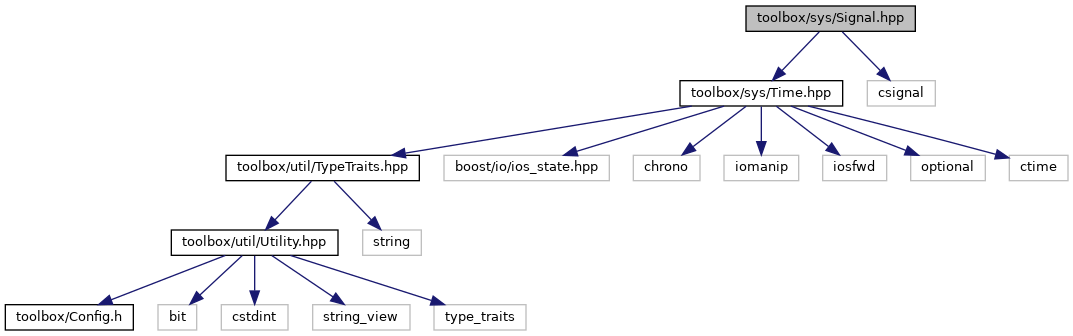 toolbox/sys/Signal.hpp
toolbox/sys/Time.hpp
csignal
toolbox/util/TypeTraits.hpp
boost/io/ios_state.hpp
chrono
iomanip
iosfwd
optional
ctime
toolbox/util/Utility.hpp
string
toolbox/Config.h
bit
cstdint
string_view
type_traits